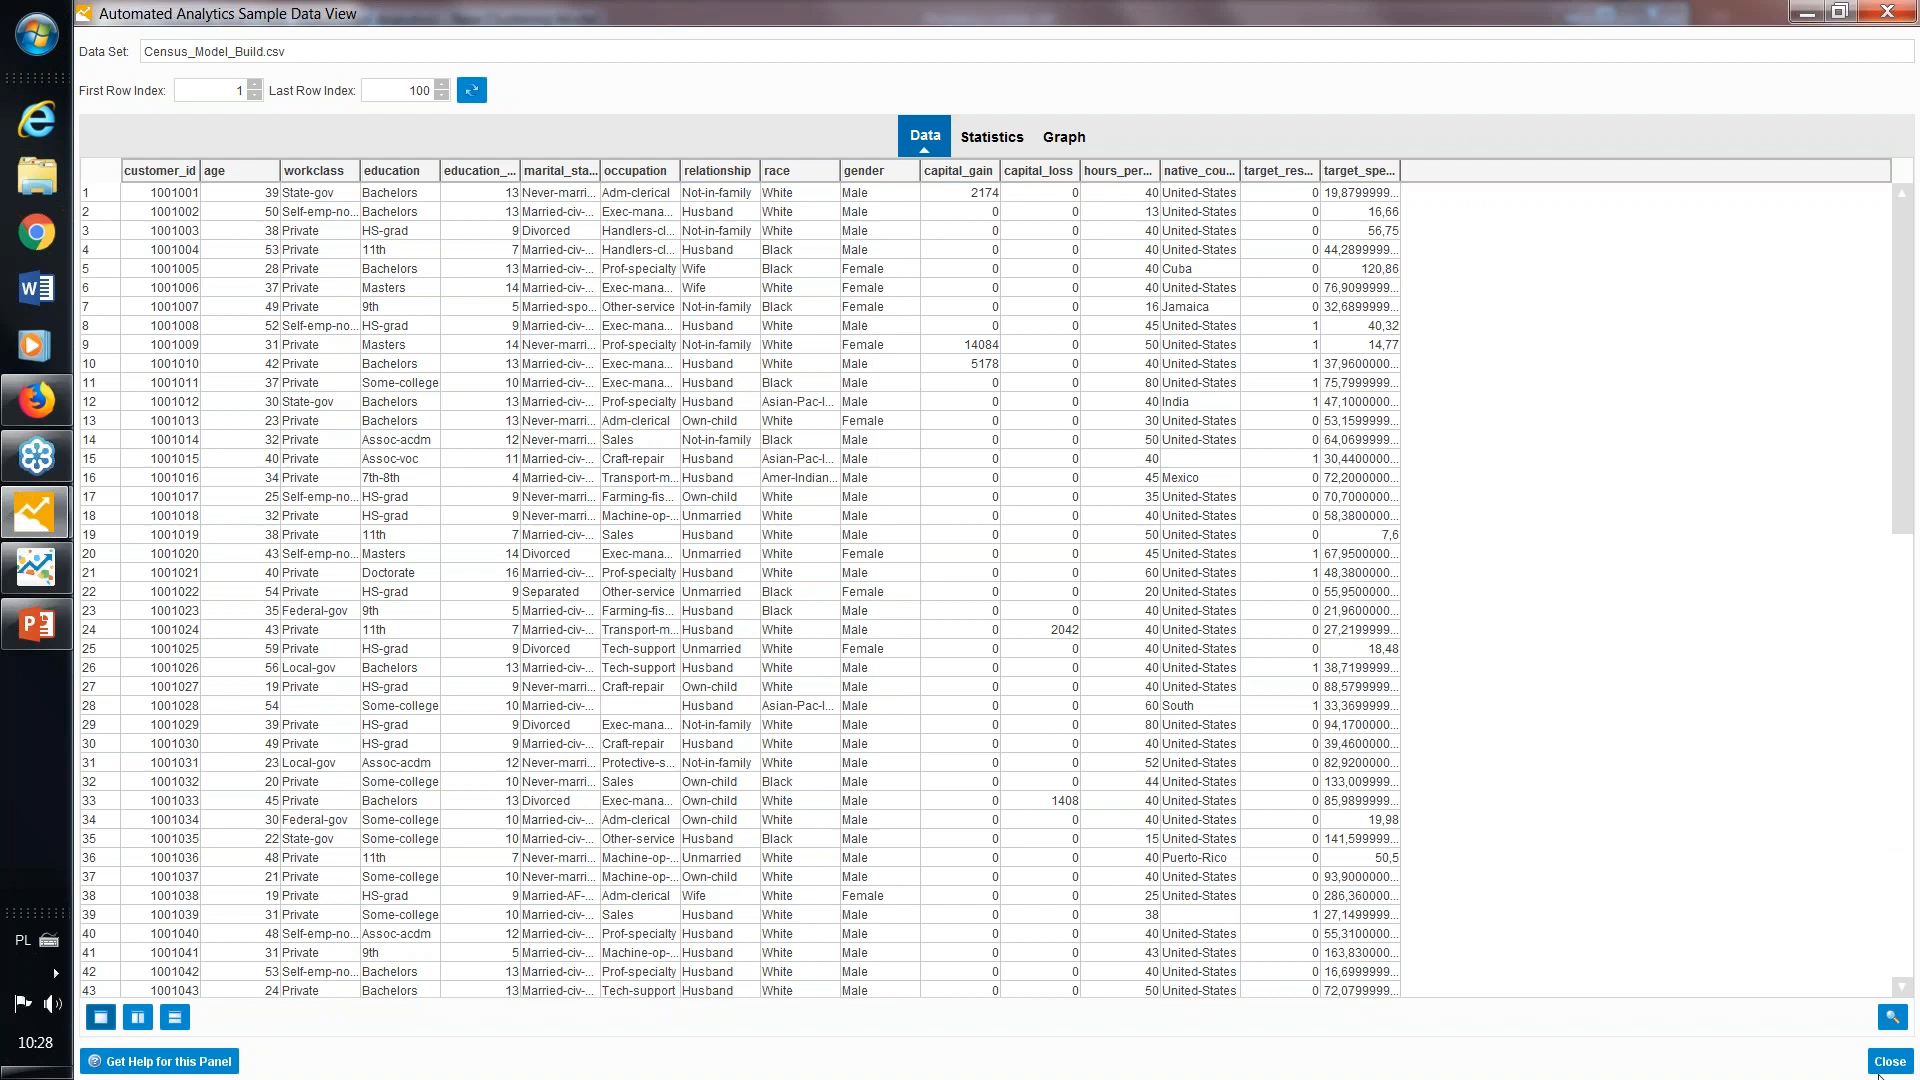 Automated Analytics Sample Data View
Data Set: Census_Model_Build.csv
First Row Index: 1 Last Row Index: 100
Data Statistics Graph
customer_id age workclass education education_... marital_sta... occupation relationship race gender capital_gain capital_loss hours_per... native_cou... target_res... target_spe...
1 1001001 39 State-gov Bachelors 13 Never-marri... Adm-clerical Not-in-family White Male 2174 0 40 United-States 0 19,8799999...
2 1001002 50 Self-emp-no... Bachelors 13 Married-civ-... Exec-mana... Husband White Male 0 0 13 United-States 0 16,66
3 1001003 38 Private HS-grad 9 Divorced Handlers-cl... Not-in-family White Male 0 0 40 United-States 0 56,75
4 1001004 53 Private 11th 7 Married-civ-... Handlers-cl... Husband Black Male 0 0 40 United-States 0 44,2899999...
5 1001005 28 Private Bachelors 13 Married-civ-... Prof-specialty Wife Black Female 0 0 40 Cuba 0 120,86
6 1001006 37 Private Masters 14 Married-civ-... Exec-mana... Wife White Female 0 0 40 United-States 0 76,9099999...
7 1001007 49 Private 9th 5 Married-spo... Other-service Not-in-family Black Female 0 0 16 Jamaica 0 32,6899999...
8 1001008 52 Self-emp-no... HS-grad 9 Married-civ-... Exec-mana... Husband White Male 0 0 45 United-States 1 40,32
9 1001009 31 Private Masters 14 Never-marri... Prof-specialty Not-in-family White Female 14084 0 50 United-States 1 14,77
10 1001010 42 Private Bachelors 13 Married-civ-... Exec-mana... Husband White Male 5178 0 40 United-States 1 37,9600000...
11 1001011 37 Private Some-college 10 Married-civ-... Exec-mana... Husband Black Male 0 0 80 United-States 1 75,7999999...
12 1001012 30 State-gov Bachelors 13 Married-civ-... Prof-specialty Husband Asian-Pac-I... Male 0 0 40 India 1 47,1000000...
13 1001013 23 Private Bachelors 13 Never-marri... Adm-clerical Own-child White Female 0 0 30 United-States 0 53,1599999...
14 1001014 32 Private Assoc-acdm 12 Never-marri... Sales Not-in-family Black Male 0 0 50 United-States 0 64,0699999...
15 1001015 40 Private Assoc-voc 11 Married-civ-... Craft-repair Husband Asian-Pac-I... Male 0 0 40 1 30,4400000...
16 1001016 34 Private 7th-8th 4 Married-civ-... Transport-m... Husband Amer-Indian... Male 0 0 45 Mexico 0 72,2000000...
17 1001017 25 Self-emp-no... HS-grad 9 Never-marri... Farming-fis... Own-child White Male 0 0 35 United-States 0 70,7000000...
18 1001018 32 Private HS-grad 9 Never-marri... Machine-op-... Unmarried White Male 0 0 40 United-States 0 58,3800000...
19 1001019 38 Private 11th 7 Married-civ-... Sales Husband White Male 0 0 50 United-States 0 7,6
20 1001020 43 Self-emp-no... Masters 14 Divorced Exec-mana... Unmarried White Female 0 0 45 United-States 1 67,9500000...
21 1001021 40 Private Doctorate 16 Married-civ-... Prof-specialty Husband White Male 0 0 60 United-States 1 48,3800000...
22 1001022 54 Private HS-grad 9 Separated Other-service Unmarried Black Female 0 0 20 United-States 0 55,9500000...
23 1001023 35 Federal-gov 9th 5 Married-civ-... Farming-fis... Husband Black Male 0 0 40 United-States 0 21,9600000...
24 1001024 43 Private 11th 7 Married-civ-... Transport-m... Husband White Male 0 2042 40 United-States 0 27,2199999...
25 1001025 59 Private HS-grad 9 Divorced Tech-support Unmarried White Female 0 0 40 United-States 0 18,48
26 1001026 56 Local-gov Bachelors 13 Married-civ-... Tech-support Husband White Male 0 0 40 United-States 1 38,7199999...
27 1001027 19 Private HS-grad 9 Never-marri... Craft-repair Own-child White Male 0 0 40 United-States 0 88,5799999...
28 1001028 54 Some-college 10 Married-civ-... Husband Asian-Pac-I... Male 0 0 60 South 1 33,3699999...
29 1001029 39 Private HS-grad 9 Divorced Exec-mana... Not-in-family White Male 0 0 80 United-States 0 94,1700000...
30 1001030 49 Private HS-grad 9 Married-civ-... Craft-repair Husband White Male 0 0 40 United-States 0 39,4600000...
31 1001031 23 Local-gov Assoc-acdm 12 Never-marri... Protective-s... Not-in-family White Male 0 0 52 United-States 0 82,9200000...
32 1001032 20 Private Some-college 10 Never-marri... Sales Own-child Black Male 0 0 44 United-States 0 133,009999...
33 1001033 45 Private Bachelors 13 Divorced Exec-mana... Own-child White Male 0 1408 40 United-States 0 85,9899999...
34 1001034 30 Federal-gov Some-college 10 Married-civ-... Adm-clerical Own-child White Male 0 0 40 United-States 0 19,98
35 1001035 22 State-gov Some-college 10 Married-civ-... Other-service Husband Black Male 0 0 15 United-States 0 141,599999...
36 1001036 48 Private 11th 7 Never-marri... Machine-op-... Unmarried White Male 0 0 40 Puerto-Rico 0 50,5
37 1001037 21 Private Some-college 10 Never-marri... Machine-op-... Own-child White Male 0 0 40 United-States 0 93,9000000...
38 1001038 19 Private HS-grad 9 Married-AF-... Adm-clerical Wife White Female 0 0 25 United-States 0 286,360000...
39 1001039 31 Private Some-college 10 Married-civ-... Sales Husband White Male 0 0 38 1 27,1499999...
40 1001040 48 Self-emp-no... Assoc-acdm 12 Married-civ-... Prof-specialty Husband White Male 0 0 40 United-States 0 55,3100000...
41 1001041 31 Private 9th 5 Married-civ-... Machine-op-... Husband White Male 0 0 43 United-States 0 163,830000...
42 1001042 53 Self-emp-no... Bachelors 13 Married-civ-... Prof-specialty Husband White Male 0 0 40 United-States 0 16,6999999...
43 1001043 24 Private Bachelors 13 Married-civ-... Tech-support Husband White Male 0 0 50 United-States 0 72,0799999...
PL
10:28
Get Help for this Panel
Close